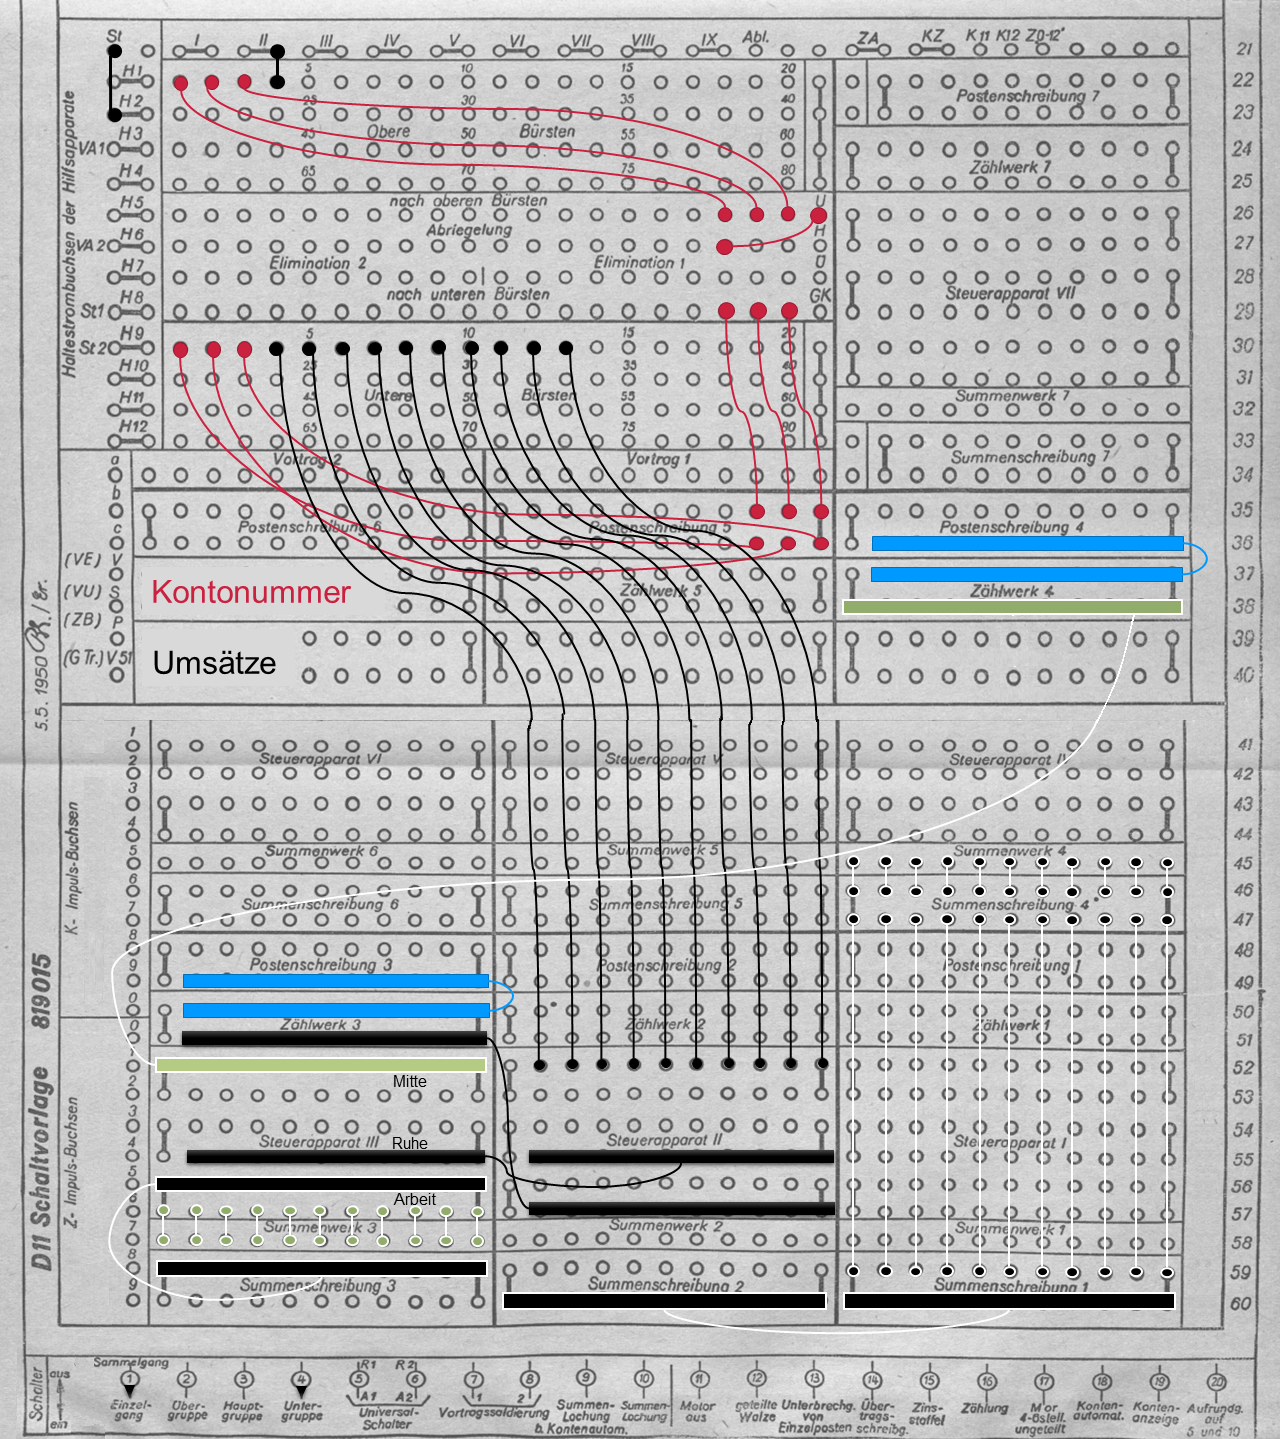 St I II III IV V VI VII VIII IX Abl. ZA KZ K11 K12 Z0-12' 21
H1 5 10 15 20 22
Postenschreibung 7
H2 25 30 35 40 23
H3 45 Obere 50 Bürsten 55 60
VA1 24
Zählwerk 7
H4 65 70 75 80 25
H5 nach oberen Bürsten U 26
Abriegelung
H6 H
VA2 27
H7 Elimination 2 Elimination 1 Ü 28
H8 nach unteren Bürsten GK Steuerapparat VII
St1 29
H9 5 10 15 20
St2 30
H10 25 30 35 40 31
H11 45 Untere 50 Bürsten 55 60 Summenwerk 7 32
H12 65 70 75 80 33
Haltestrombuchsen der Hilfsapparate
a Vortrag 2 Vortrag 1 Summenschreibung 7 34
b 35
c Postenschreibung 6 Postenschreibung 5 Postenschreibung 4 36
(VE) V 37
(VU) S Kontonummer Zählwerk 5 Zählwerk 4 38
(ZB) P 39
(G Tr.) V51 Umsätze 40
5.5. 1950
1 41
2 Steuerapparat VI Steuerapparat V Steuerapparat IV 42
3 43
4 44
5 Summenwerk 6 Summenwerk 5 Summenwerk 4 45
6 46
7 Summenschreibung 6 Summenschreibung 5 Summenschreibung 4 47
8 48
9 Postenschreibung 3 Postenschreibung 2 Postenschreibung 1 49
0 50
0 Zählwerk 3 Zählwerk 2 Zählwerk 1 51
1 52
2 Mitte 53
3 54
4 Steuerapparat III Ruhe Steuerapparat II Steuerapparat I 55
5 56
6 Arbeit 57
7 Summenwerk 3 Summenwerk 2 Summenwerk 1 58
8 59
9 Summenschreibung 3 Summenschreibung 2 Summenschreibung 1 60
K- Impuls-Buchsen
Z- Impuls-Buchsen
D11 Schaltvorlage 819015
Schalter
aus
ein
Sammelgang R1 R2
1 2 3 4 5 6 7 8 9 10 11 12 13 14 15 16 17 18 19 20
Einzelgang
Übergruppe
Hauptgruppe
Untergruppe
A1 A2 Universal-Schalter
1 2 Vortragssaldierung
Summen-Lochung b. Kontenautom.
Summen-Lochung
Motor aus
geteilte Walze
Unterbrechg. von Einzelposten
Übertrags-schreibg.
Zins-staffel
Zählung
M'or 4-6stell. ungeteilt
Konten-automat.
Konten-anzeige
Aufrundg. auf 5 und 10